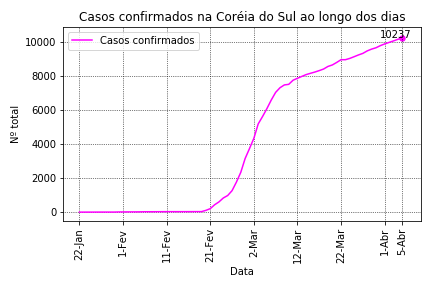 Casos confirmados na Coréia do Sul ao longo dos dias
Casos confirmados
10237
10000
8000
6000
4000
2000
0
Nº total
22-Jan
1-Fev
11-Fev
21-Fev
2-Mar
12-Mar
22-Mar
1-Abr
5-Abr
Data